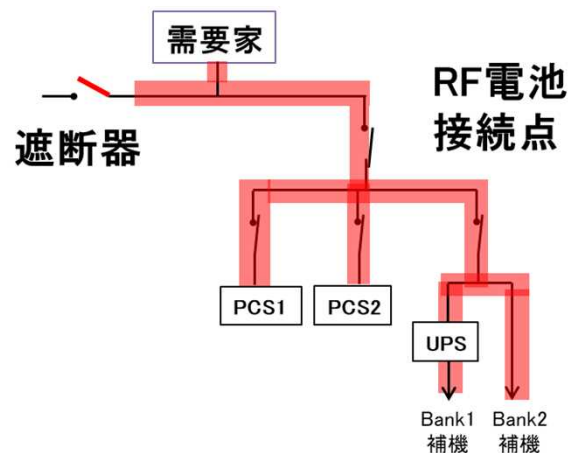 需要家
RF電池
接続点
遮断器
PCS1
PCS2
UPS
Bank1
補機
Bank2
補機